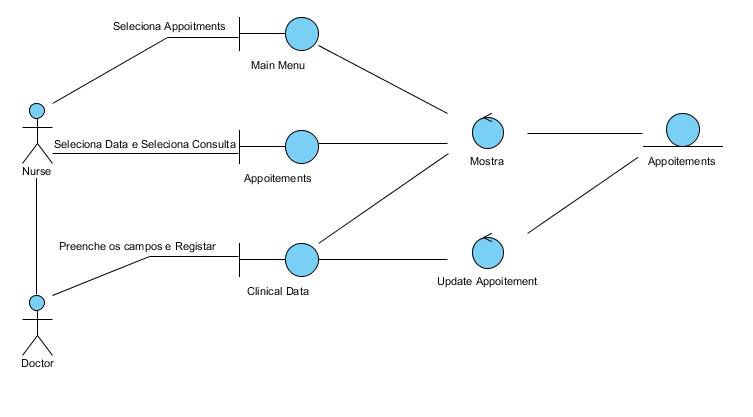 Seleciona Appoitments
Main Menu
Seleciona Data e Seleciona Consulta
Nurse
Appoitements
Mostra
Appoitements
Preenche os campos e Registar
Clinical Data
Update Appoitement
Doctor